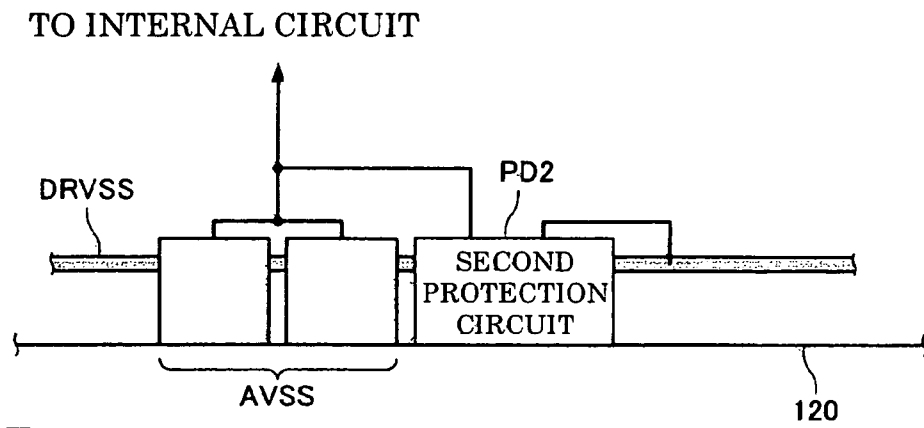 TO INTERNAL CIRCUIT
DRVSS
PD2
SECOND
PROTECTION
CIRCUIT
AVSS
120